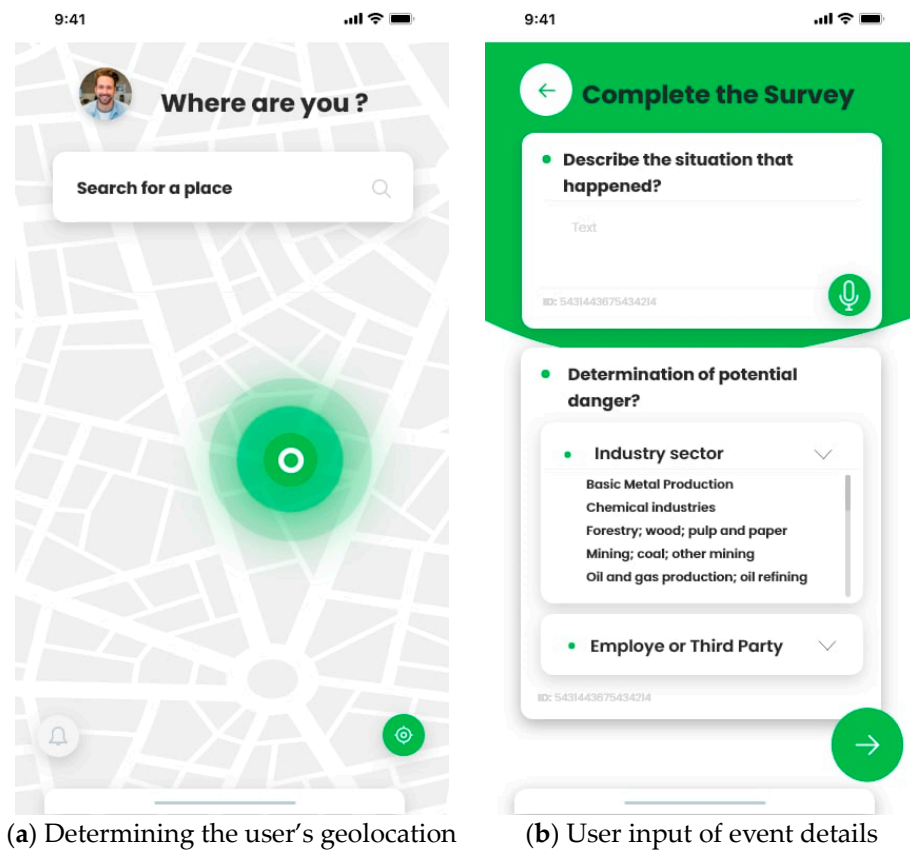 9:41
Where are you ?
Search for a place
(a) Determining the user's geolocation
9:41
Complete the Survey
Describe the situation that
happened?
Text
ID: 5431443675434214
Determination of potential
danger?
Industry sector
Basic Metal Production
Chemical industries
Forestry; wood; pulp and paper
Mining; coal; other mining
Oil and gas production; oil refining
Employe or Third Party
ID: 5431443675434214
(b) User input of event details